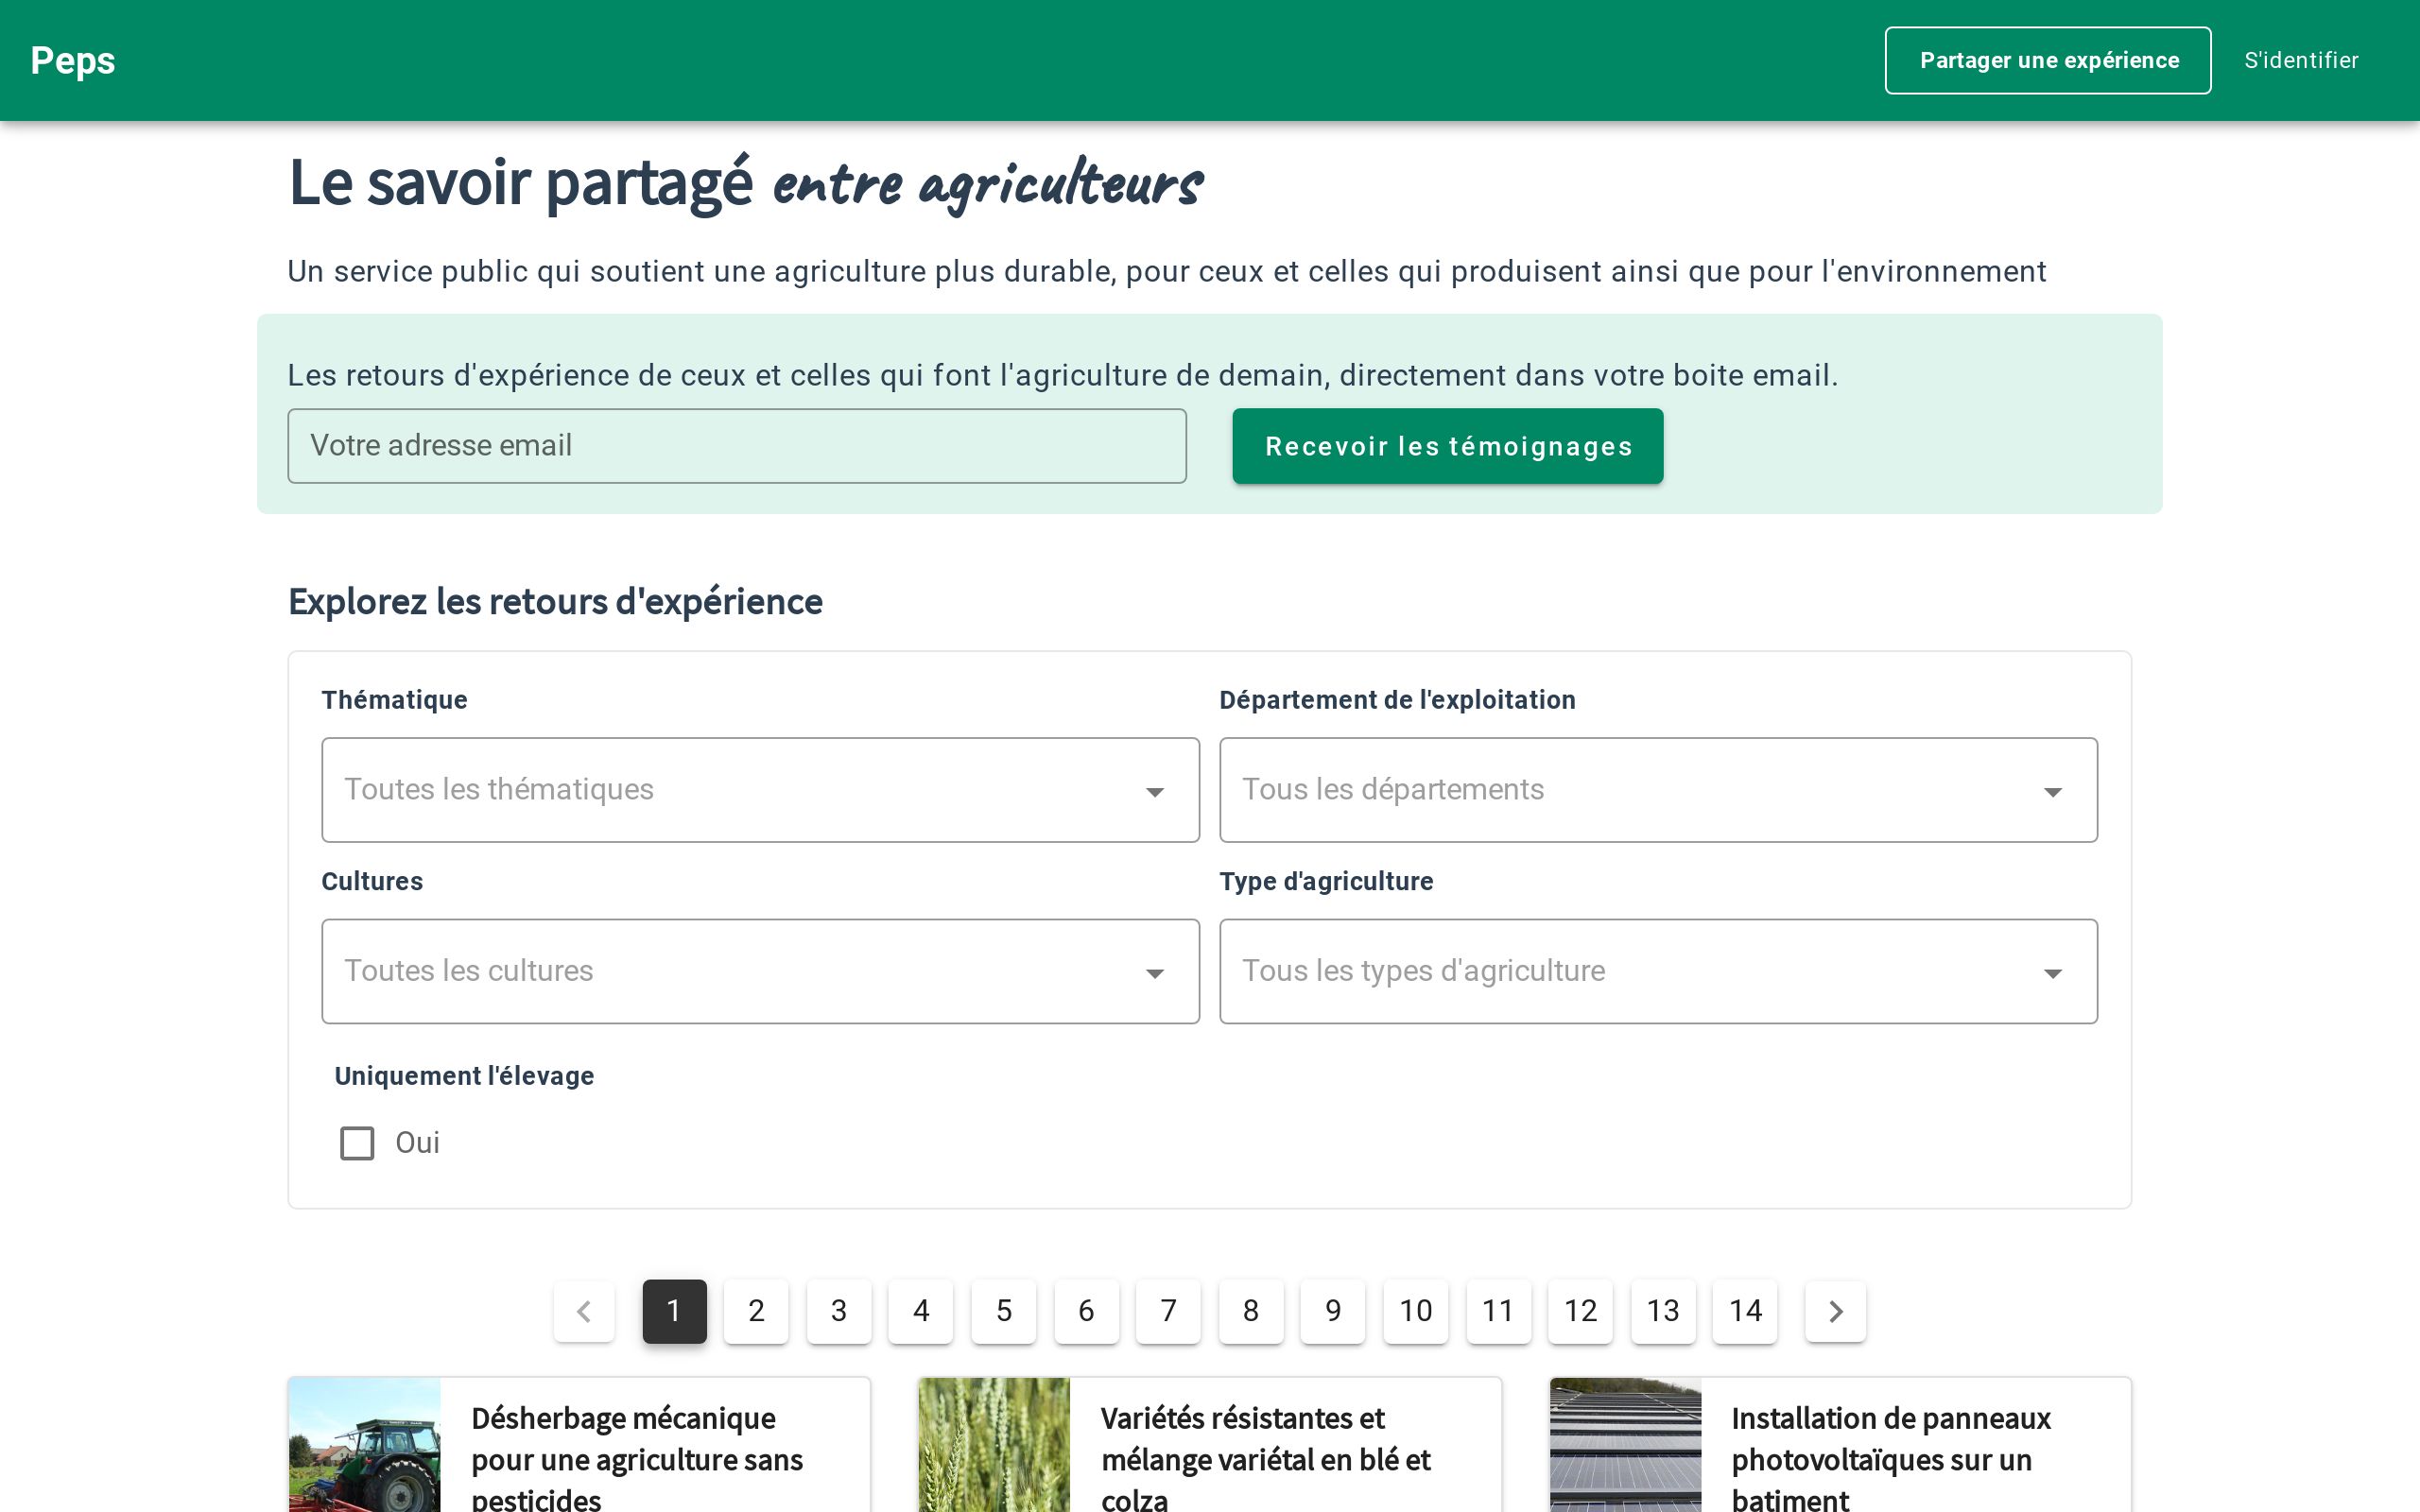 Peps
Partager une expérience
S'identifier
Le savoir partagé entre agriculteurs
Un service public qui soutient une agriculture plus durable, pour ceux et celles qui produisent ainsi que pour l'environnement
Les retours d'expérience de ceux et celles qui font l'agriculture de demain, directement dans votre boite email.
Votre adresse email
Recevoir les témoignages
Explorez les retours d'expérience
Thématique
Toutes les thématiques
Département de l'exploitation
Tous les départements
Cultures
Toutes les cultures
Type d'agriculture
Tous les types d'agriculture
Uniquement l'élevage
Oui
1 2 3 4 5 6 7 8 9 10 11 12 13 14
Désherbage mécanique
pour une agriculture sans
pesticides
Variétés résistantes et
mélange variétal en blé et
colza
Installation de panneaux
photovoltaïques sur un
batiment